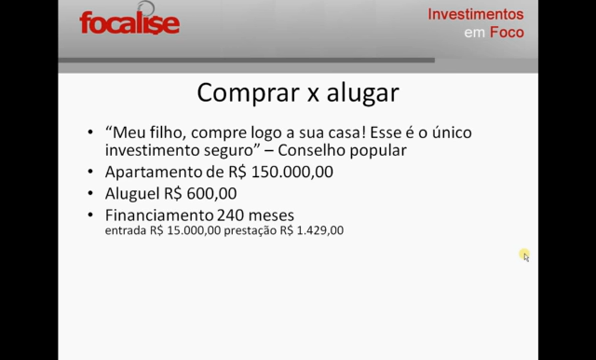 focalise
Investimentos
em Foco
Comprar x alugar
• “Meu filho, compre logo a sua casa! Esse é o único
investimento seguro” – Conselho popular
• Apartamento de R$ 150.000,00
• Aluguel R$ 600,00
• Financiamento 240 meses
entrada R$ 15.000,00 prestação R$ 1.429,00